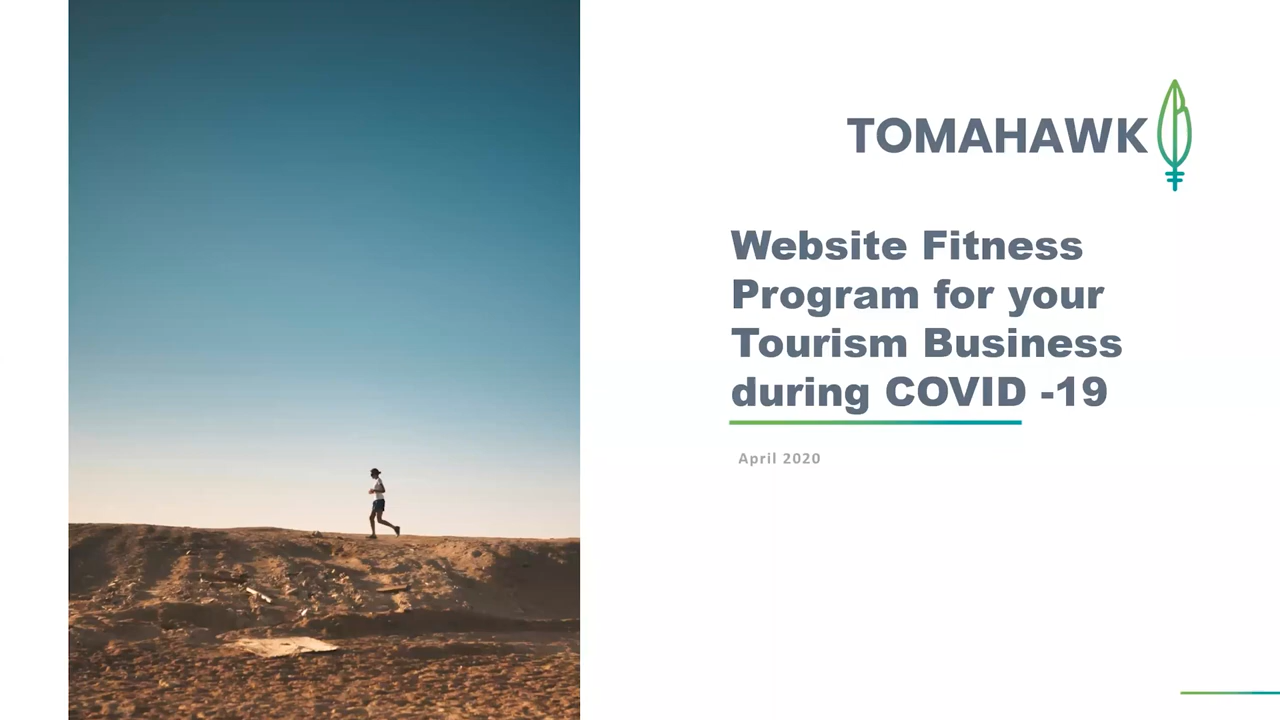 TOMAHAWK
Website Fitness
Program for your
Tourism Business
during COVID -19
April 2020